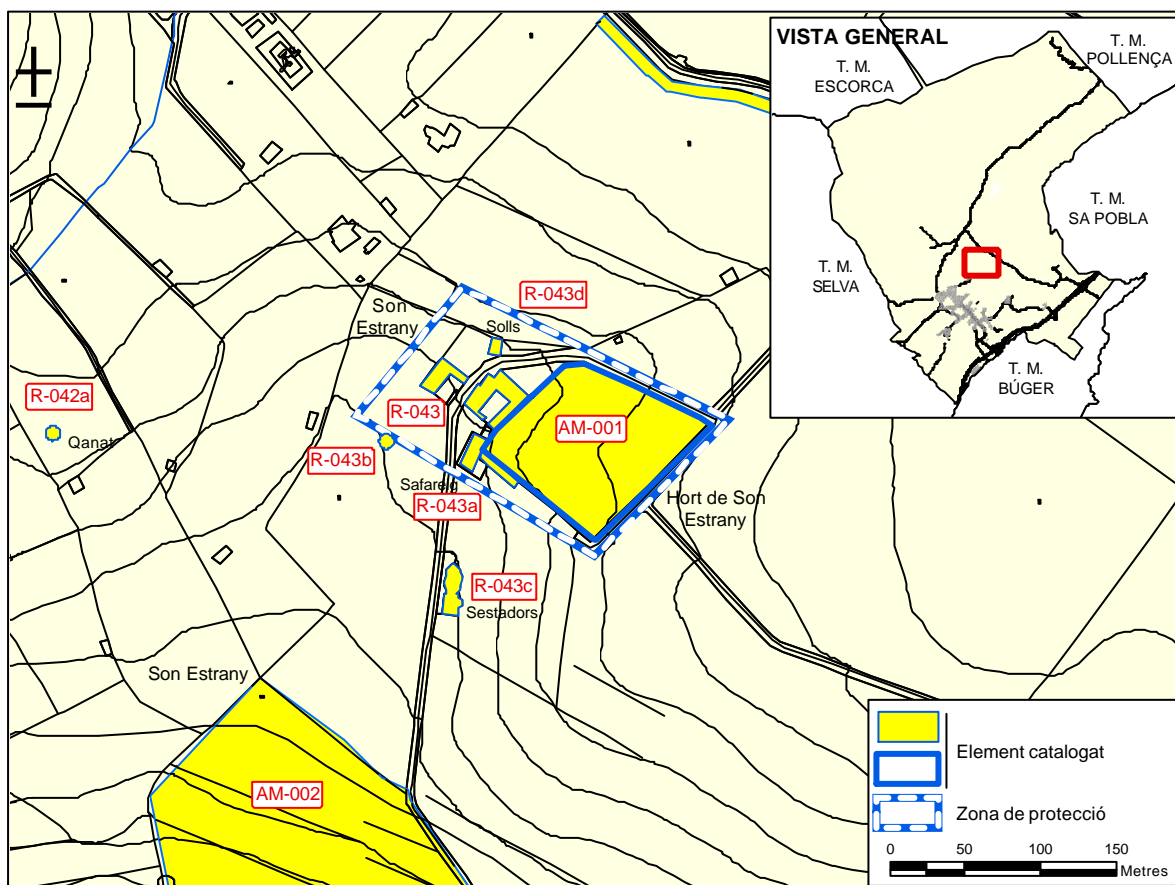 VISTA GENERAL
T. M.
POLLENÇA
T. M.
ESCORCA
T. M.
SA POBLA
T. M.
SELVA
T. M.
BÚGER
R-043d
Son
Estrany
Solls
R-042a
Qanat
R-043
AM-001
R-043b
Safareig
R-043a
Hort de Son
Estrany
R-043c
Sestadors
Son Estrany
AM-002
Element catalogat
Zona de protecció
0 50 100 150
Metres